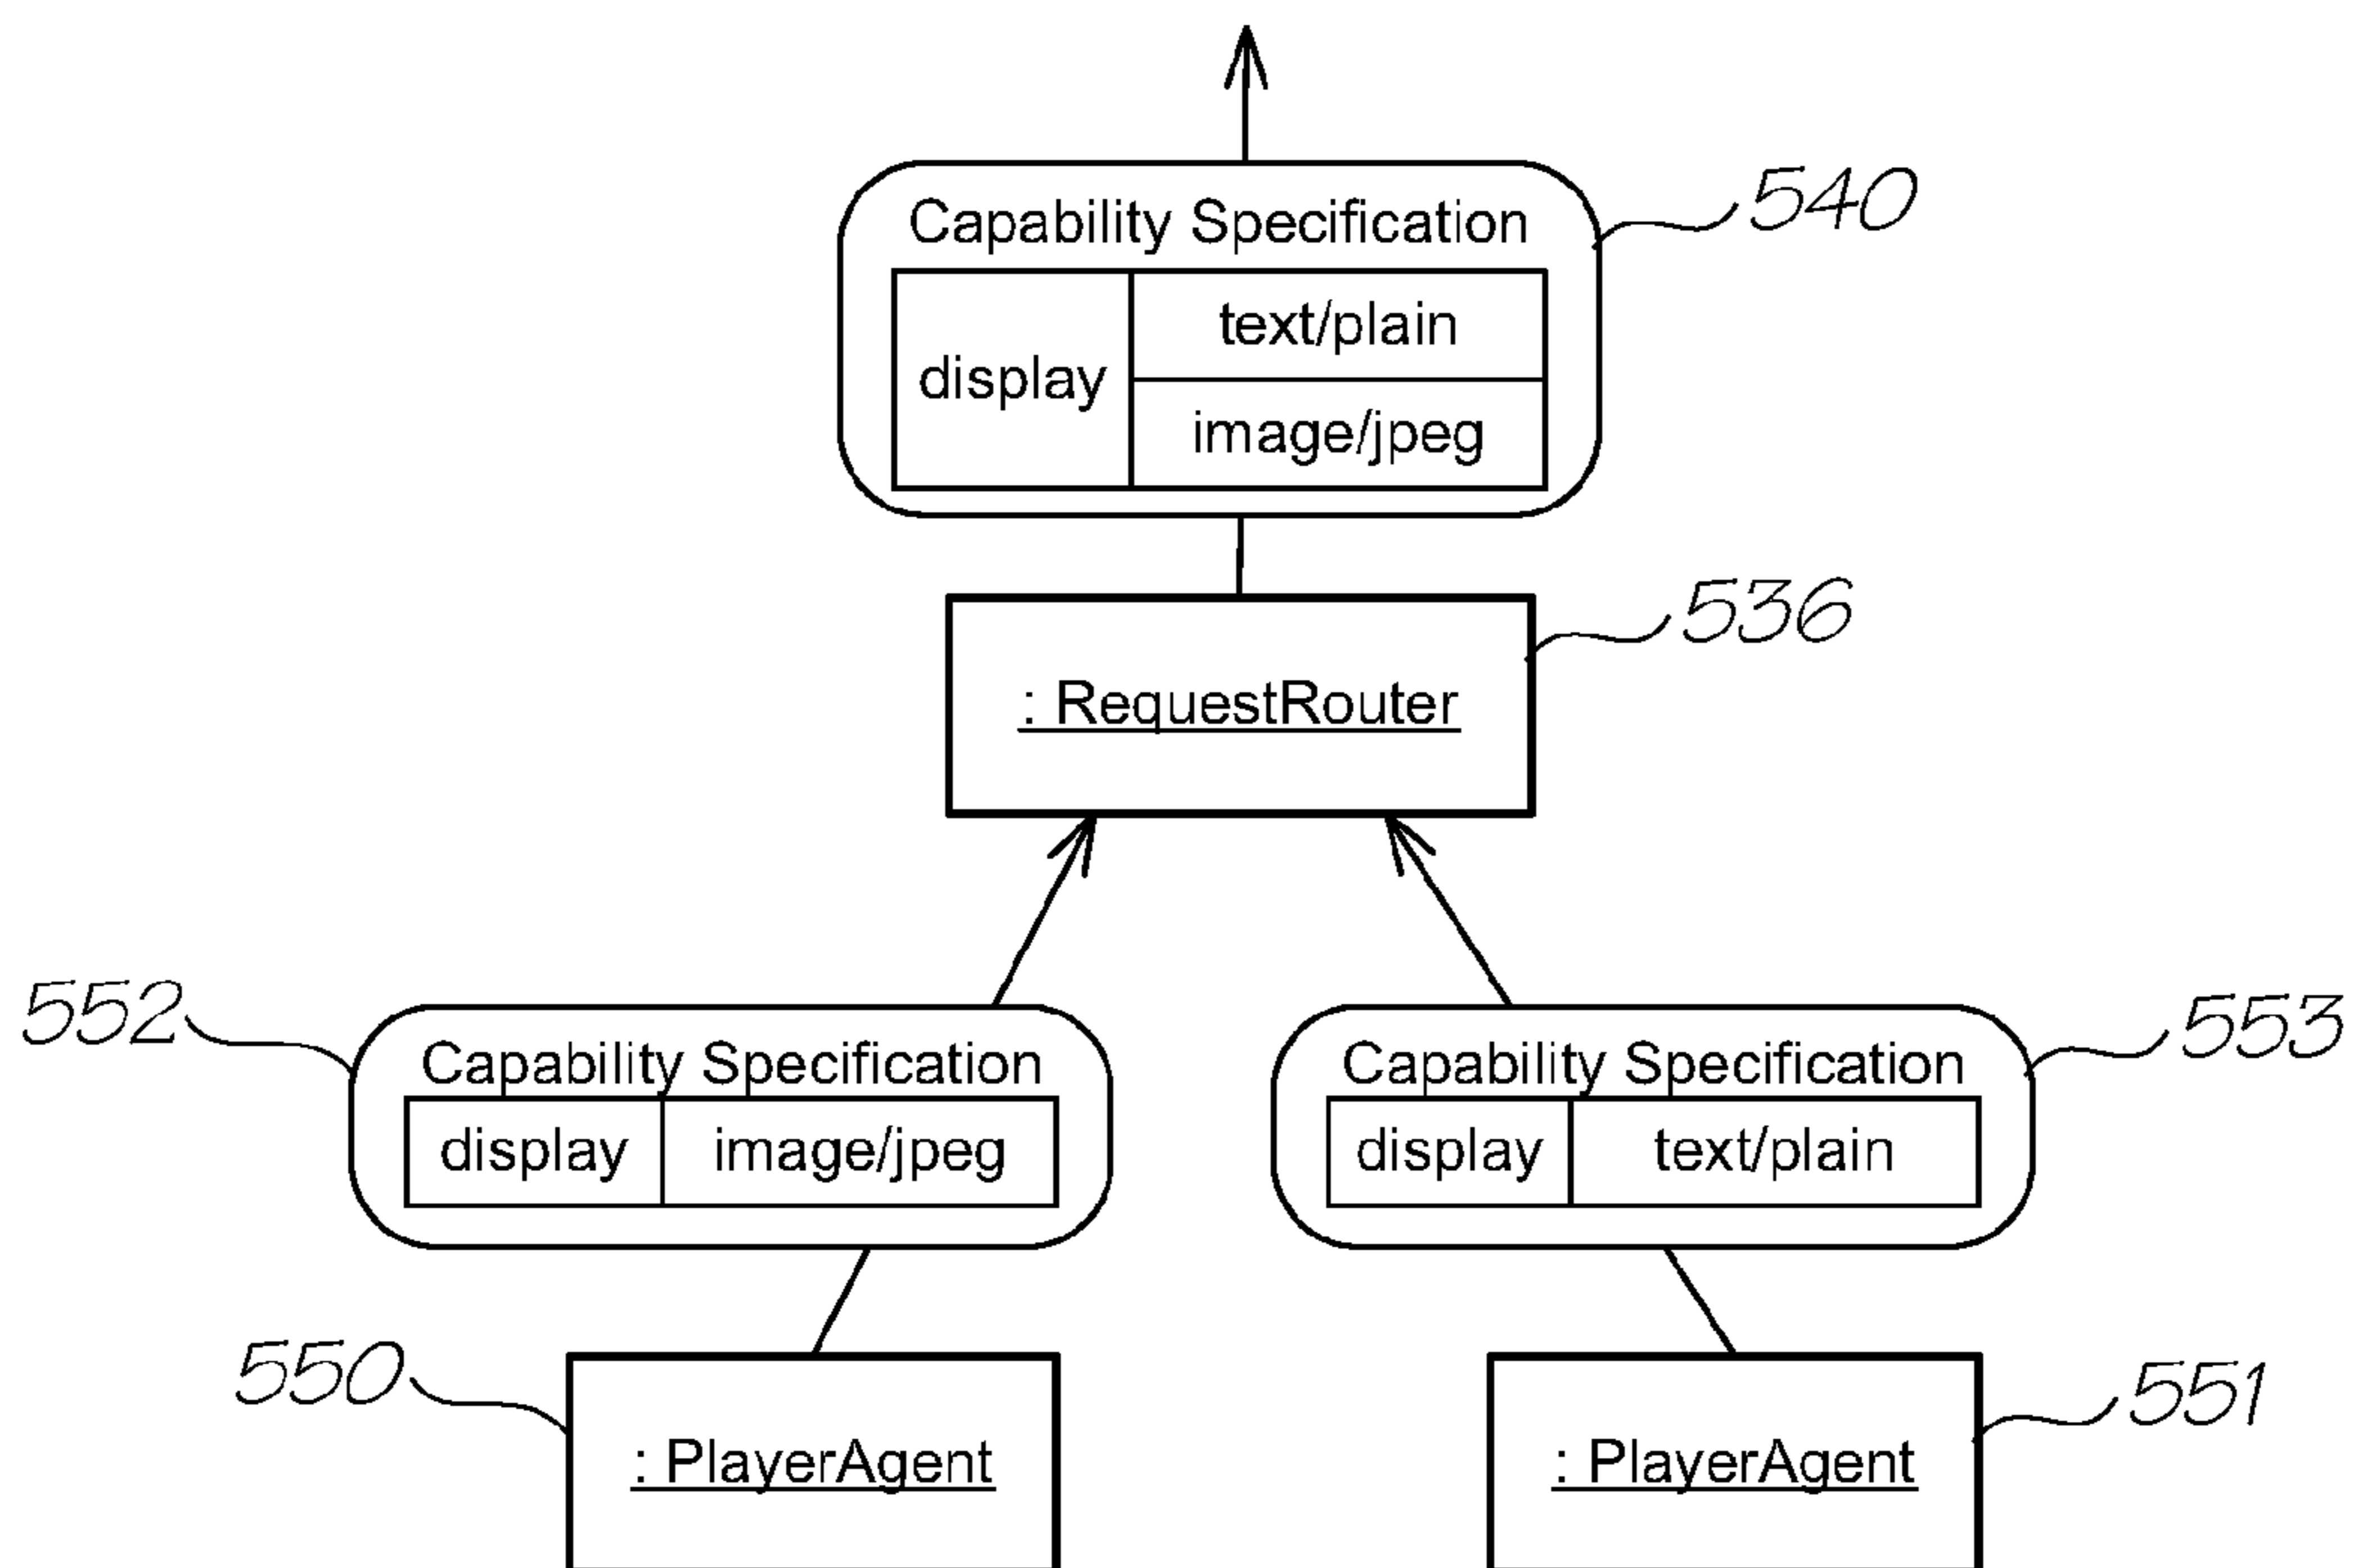 540
Capability Specification
text/plain
display
image/jpeg
536
: RequestRouter
552
553
Capability Specification
Capability Specification
display image/jpeg
display text/plain
550
551
: PlayerAgent
: PlayerAgent